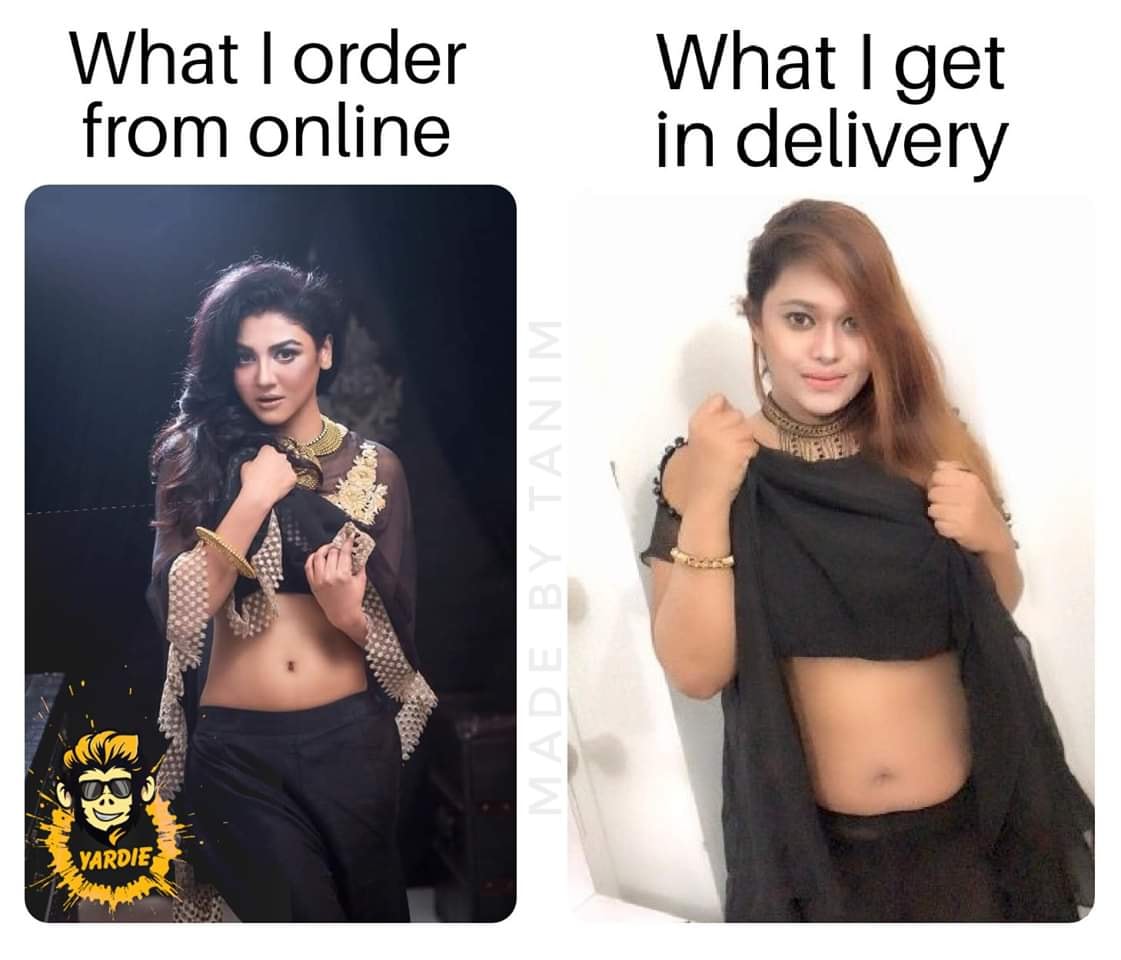 What I order
from online
What I get
in delivery
MADE BY TANIM
YARDIE